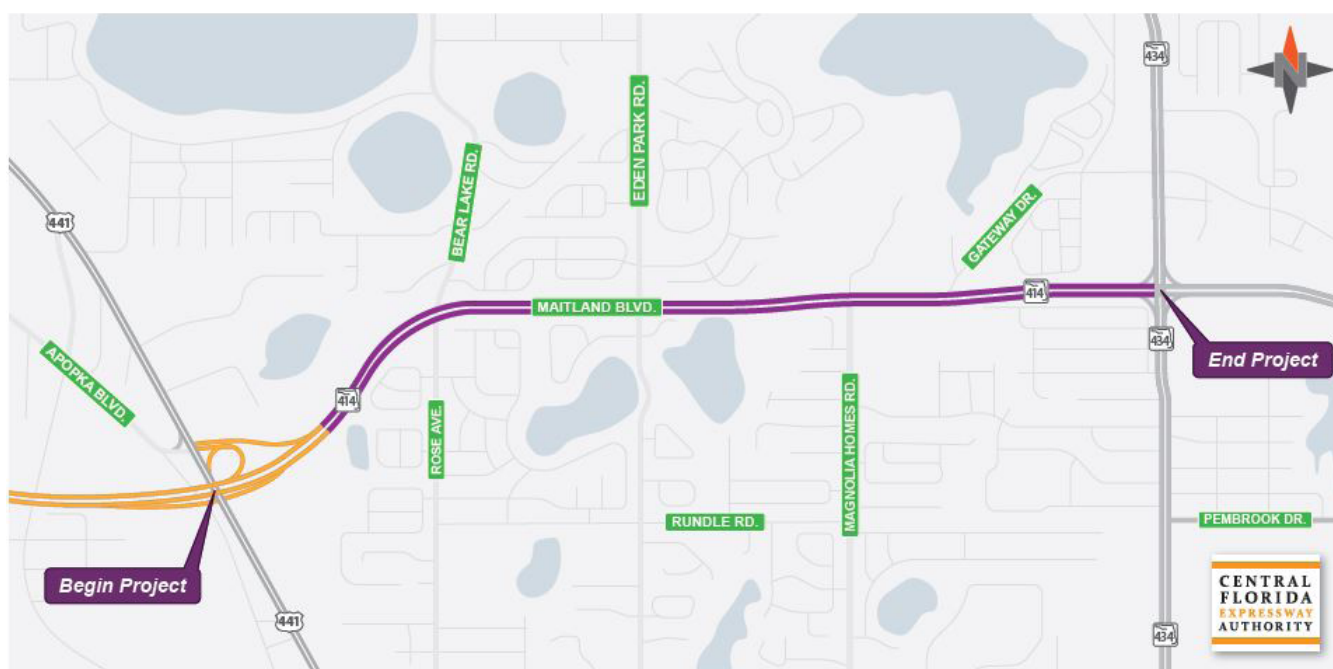 434
N
EDEN PARK RD.
BEAR LAKE RD.
441
GATEWAY DR.
414
MAITLAND BLVD.
434
End Project
APOPKA BLVD.
414
ROSE AVE.
MAGNOLIA HOMES RD.
RUNDLE RD.
PEMBROOK DR.
Begin Project
CENTRAL
FLORIDA
EXPRESSWAY
AUTHORITY
441
434